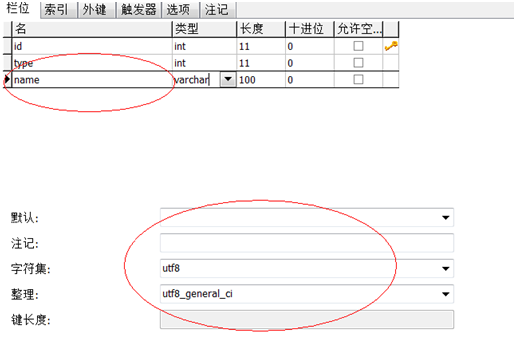 栏位 索引 外键 触发器 选项 注记
名 类型 长度 十进位 允许空...
id int 11 0
type int 11 0
name varchar 100 0
默认:
注记:
字符集: utf8
整理: utf8_general_ci
键长度: